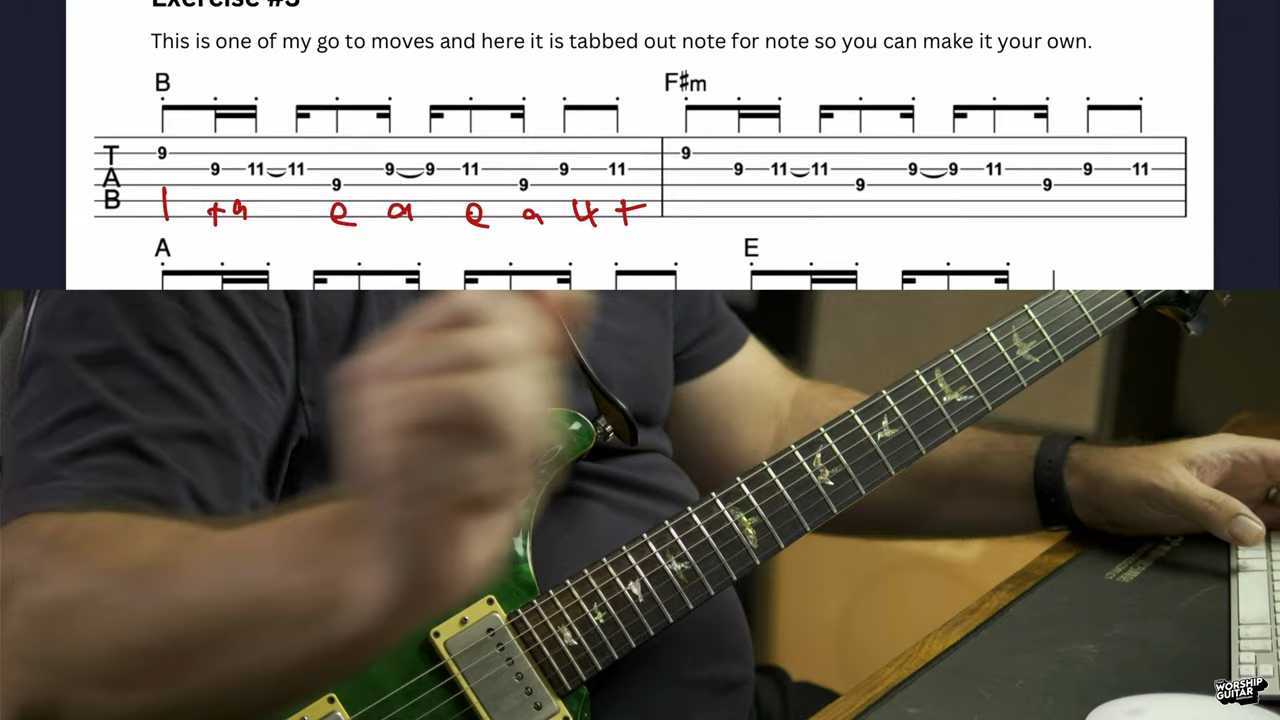 Exercise #3
This is one of my go to moves and here it is tabbed out note for note so you can make it your own.
B F#m
T
A
B
9 9 11 11 9 9 9 11 9 9 11 9 9 11 11 9 9 9 11 9 9 11
1 + a e a e a 4 +
A E
WORSHIP
GUITAR